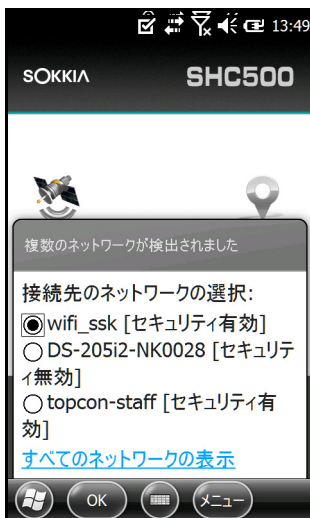 13:49
SOKKIA SHC500
複数のネットワークが検出されました
接続先のネットワークの選択:
wifi_ssk [セキュリティ有効]
DS-205i2-NK0028 [セキュリテ
ィ無効]
topcon-staff [セキュリティ有
効]
すべてのネットワークの表示
OK メニュー